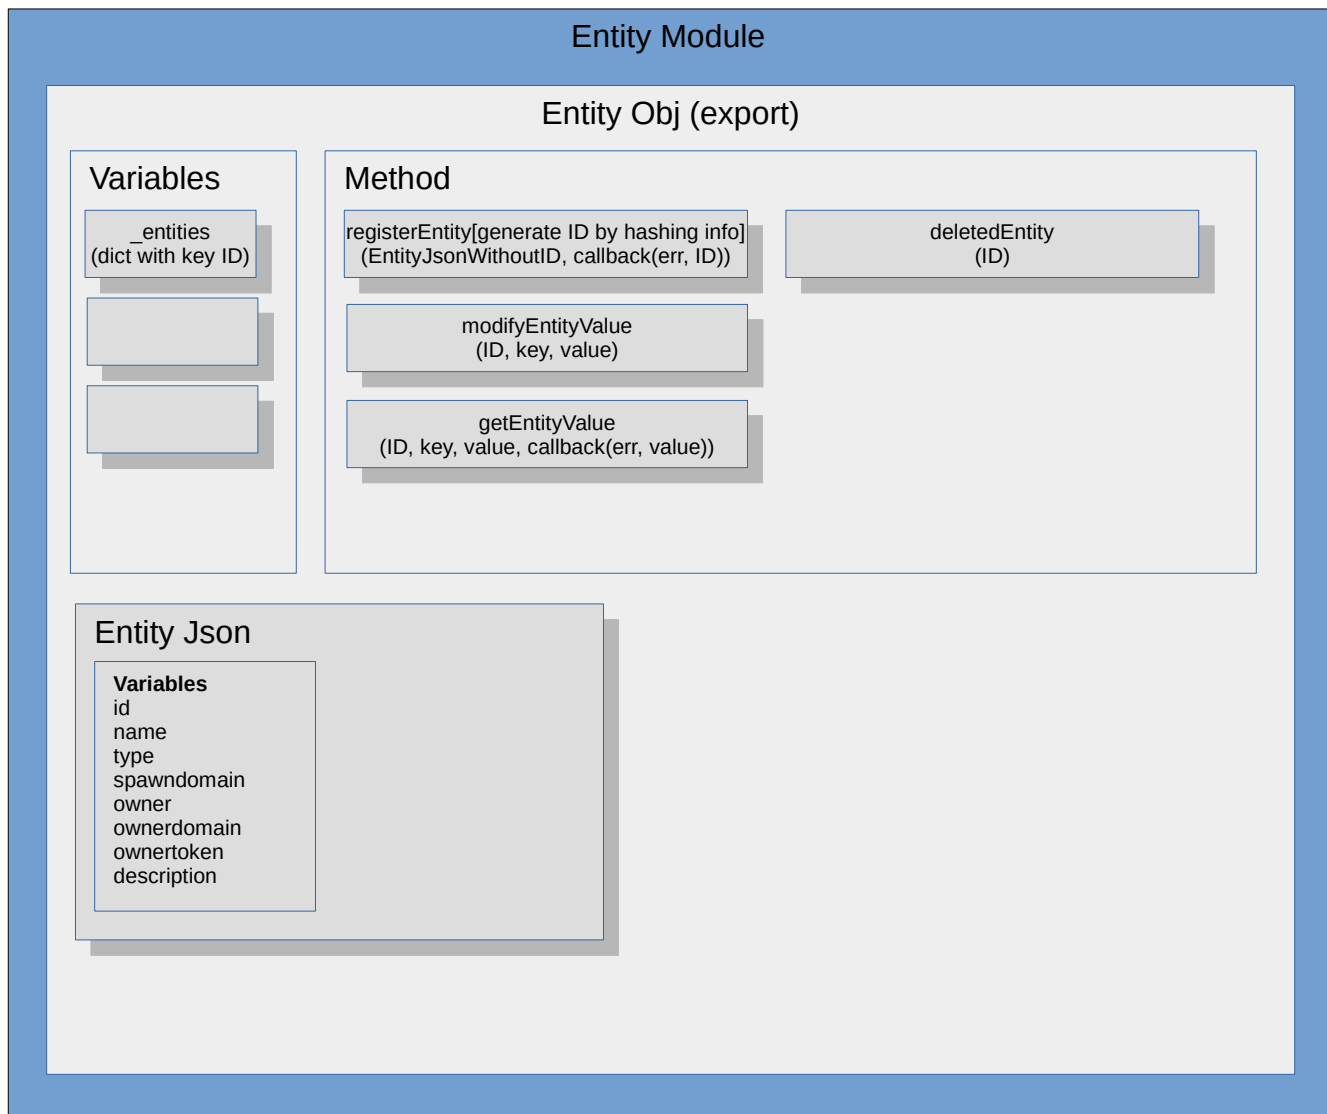 Entity Module
Entity Obj (export)
Variables
_entities
(dict with key ID)
Method
registerEntity[generate ID by hashing info]
(EntityJsonWithoutID, callback(err, ID))
deletedEntity
(ID)
modifyEntityValue
(ID, key, value)
getEntityValue
(ID, key, value, callback(err, value))
Entity Json
Variables
id
name
type
spawndomain
owner
ownerdomain
ownertoken
description